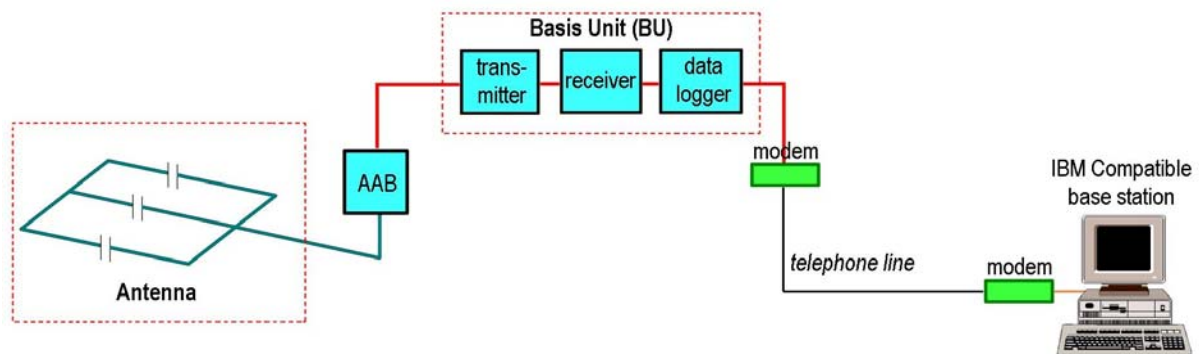 Basis Unit (BU)
trans-
mitter
receiver
data
logger
AAB
Antenna
modem
telephone line
modem
IBM Compatible
base station